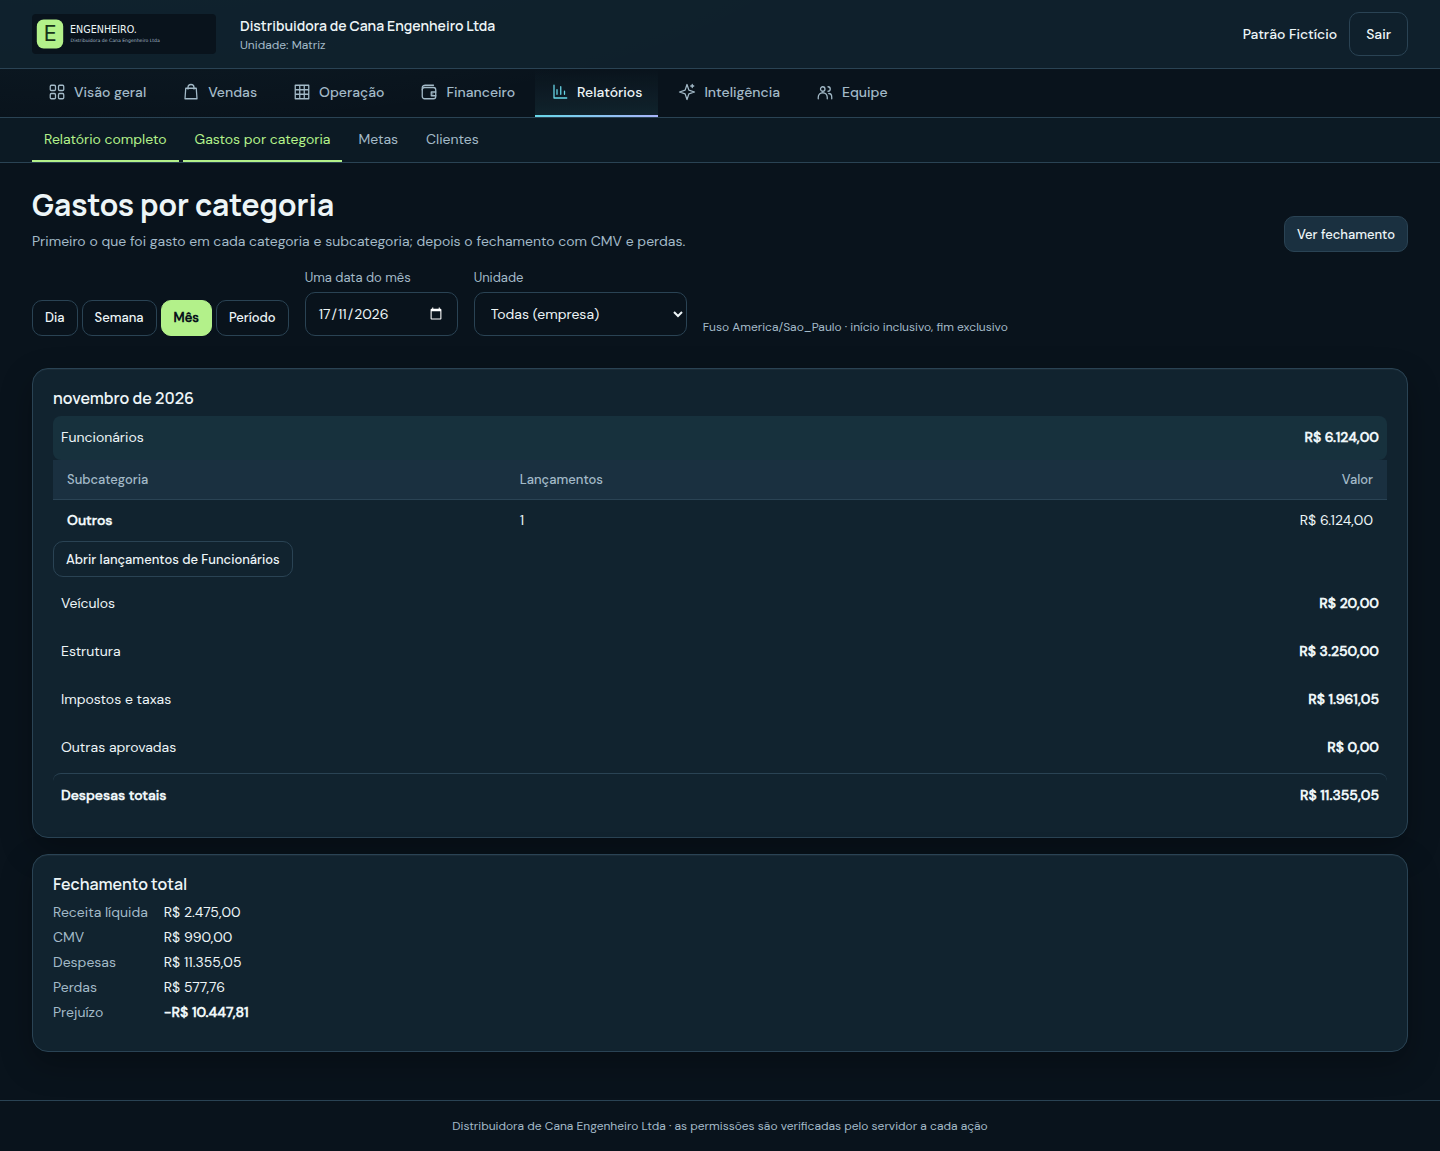 E ENGENHEIRO.
Distribuidora de Cana Engenheiro Ltda
Distribuidora de Cana Engenheiro Ltda
Unidade: Matriz
Patrão Fictício
Sair
Visão geral
Vendas
Operação
Financeiro
Relatórios
Inteligência
Equipe
Relatório completo
Gastos por categoria
Metas
Clientes
Gastos por categoria
Primeiro o que foi gasto em cada categoria e subcategoria; depois o fechamento com CMV e perdas.
Ver fechamento
Dia
Semana
Mês
Período
Uma data do mês
17/11/2026
Unidade
Todas (empresa)
Fuso America/Sao_Paulo · início inclusivo, fim exclusivo
novembro de 2026
Funcionários R$ 6.124,00
Subcategoria Lançamentos Valor
Outros 1 R$ 6.124,00
Abrir lançamentos de Funcionários
Veículos R$ 20,00
Estrutura R$ 3.250,00
Impostos e taxas R$ 1.961,05
Outras aprovadas R$ 0,00
Despesas totais R$ 11.355,05
Fechamento total
Receita líquida R$ 2.475,00
CMV R$ 990,00
Despesas R$ 11.355,05
Perdas R$ 577,76
Prejuízo -R$ 10.447,81
Distribuidora de Cana Engenheiro Ltda · as permissões são verificadas pelo servidor a cada ação